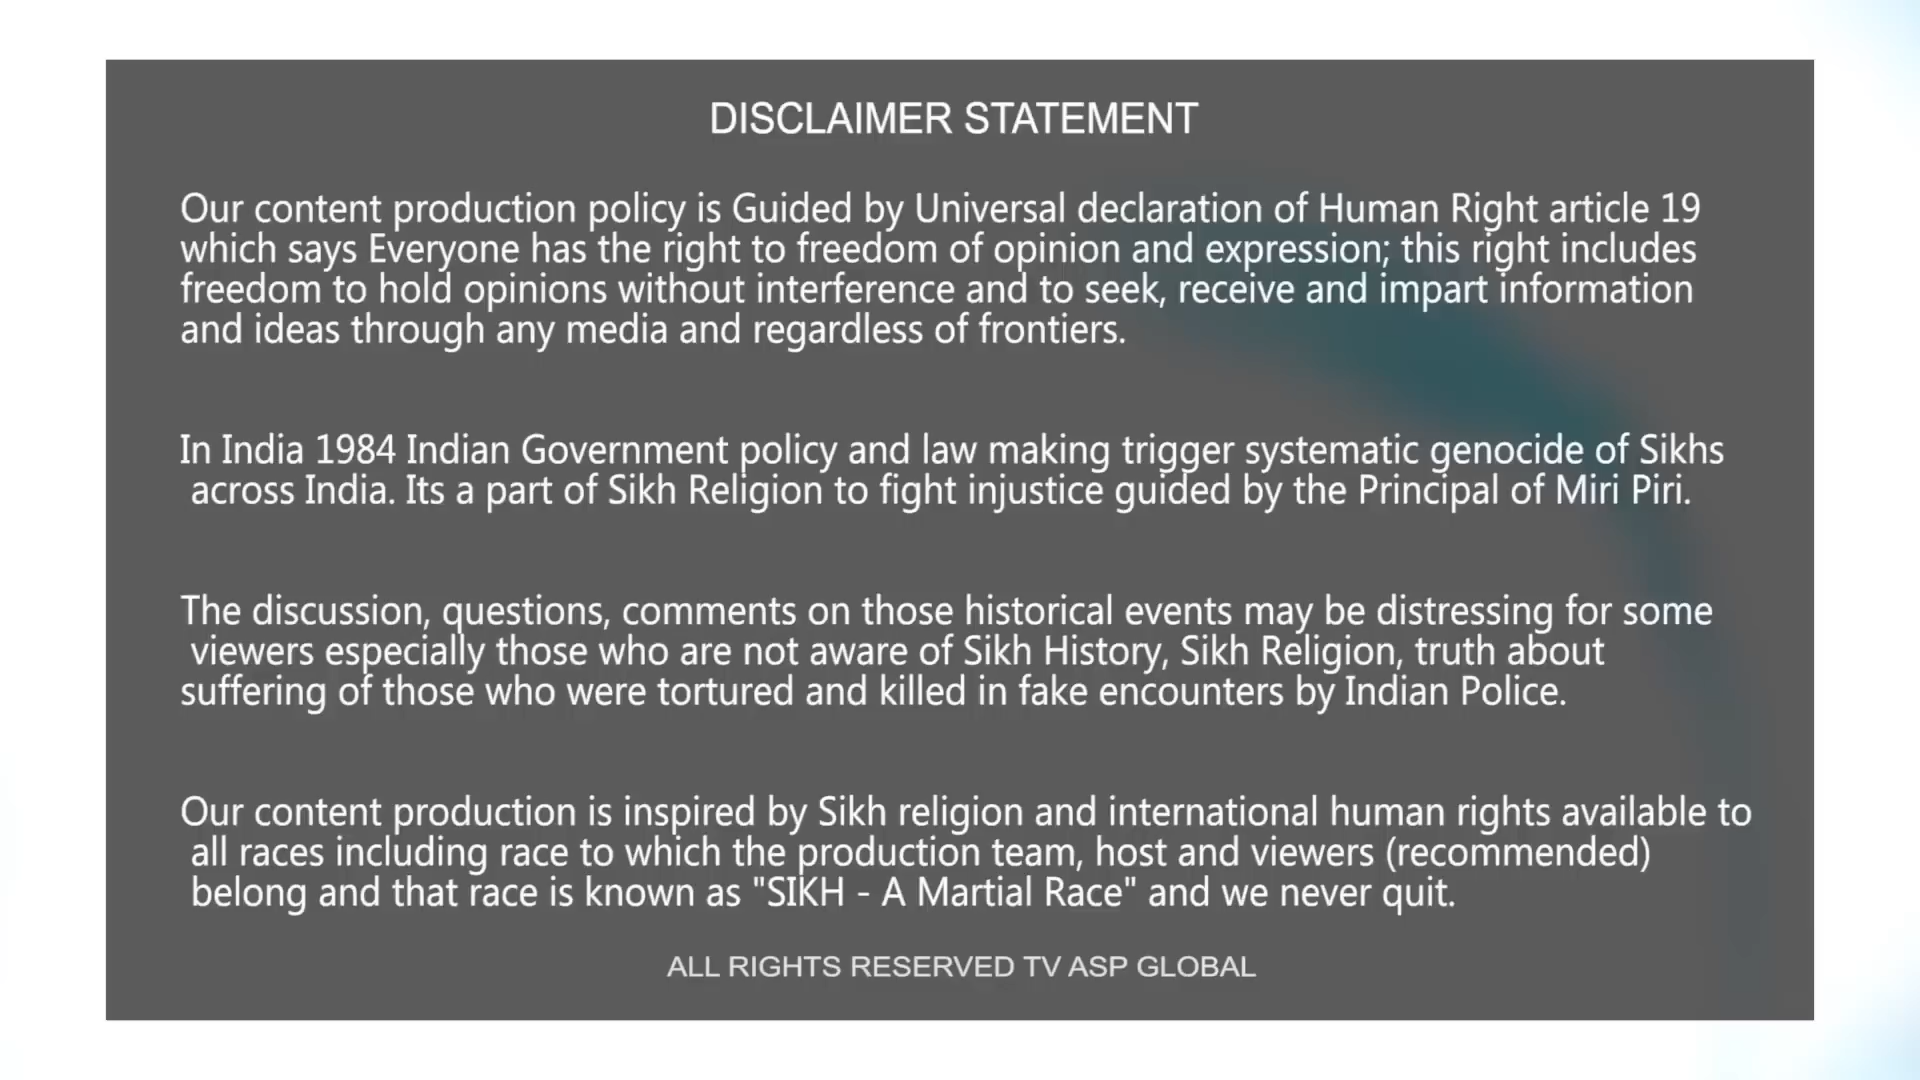 DISCLAIMER STATEMENT
Our content production policy is Guided by Universal declaration of Human Right article 19
which says Everyone has the right to freedom of opinion and expression; this right includes
freedom to hold opinions without interference and to seek, receive and impart information
and ideas through any media and regardless of frontiers.
In India 1984 Indian Government policy and law making trigger systematic genocide of Sikhs
across India. Its a part of Sikh Religion to fight injustice guided by the Principal of Miri Piri.
The discussion, questions, comments on those historical events may be distressing for some
viewers especially those who are not aware of Sikh History, Sikh Religion, truth about
suffering of those who were tortured and killed in fake encounters by Indian Police.
Our content production is inspired by Sikh religion and international human rights available to
all races including race to which the production team, host and viewers (recommended)
belong and that race is known as "SIKH - A Martial Race" and we never quit.
ALL RIGHTS RESERVED TV ASP GLOBAL